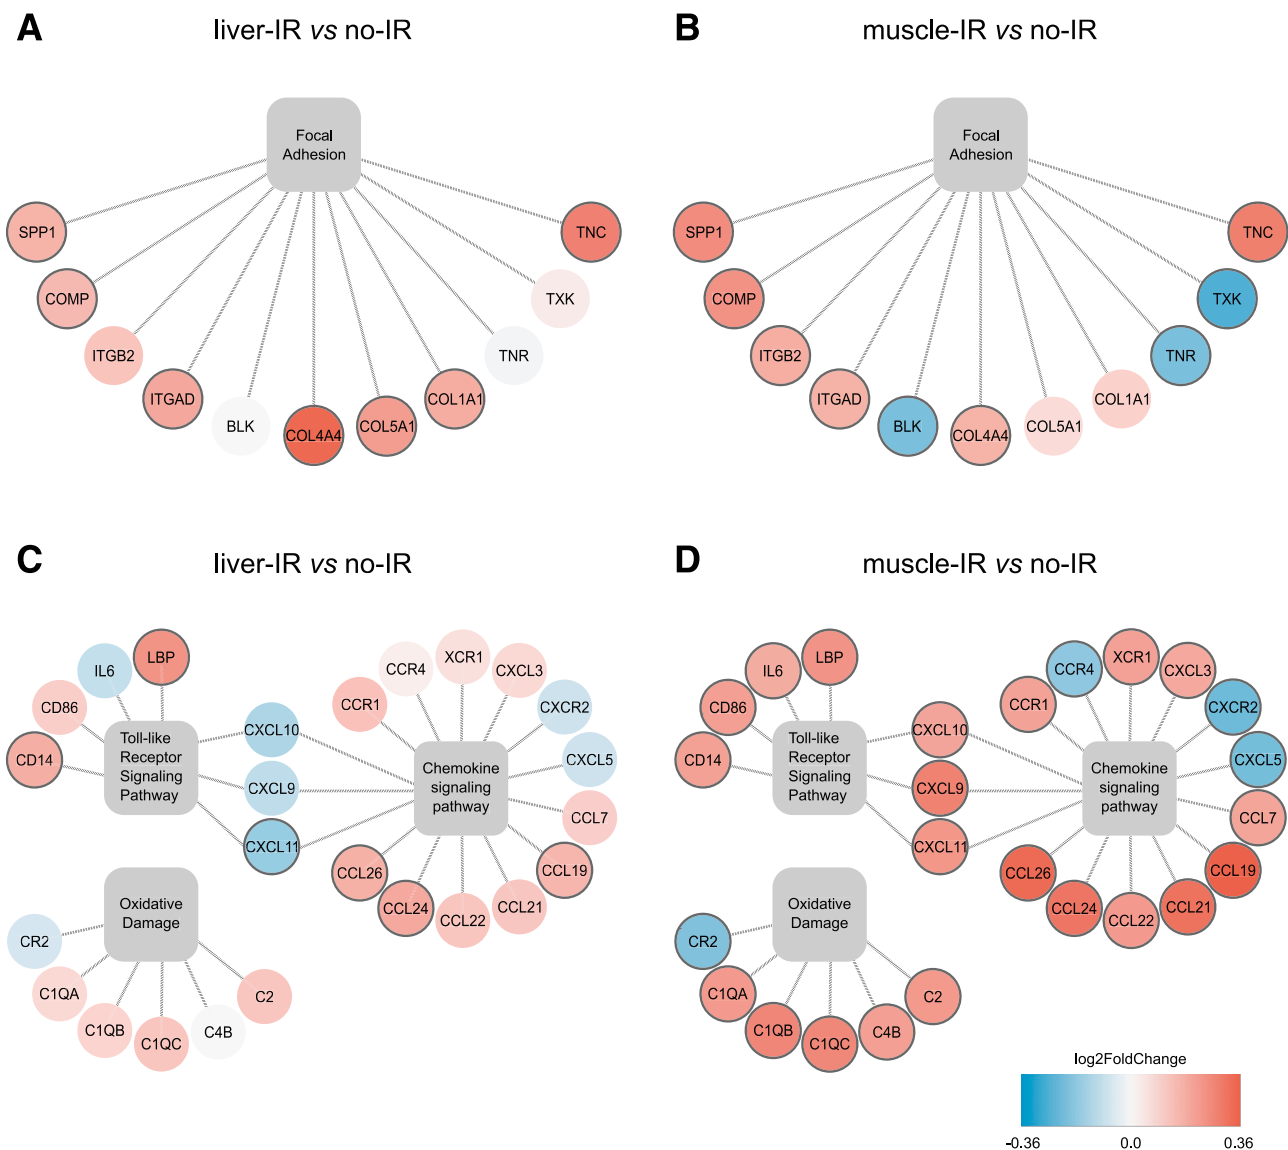 A
liver-IR vs no-IR
Focal
Adhesion
SPP1
COMP
ITGB2
ITGAD
BLK
COL4A4
COL5A1
COL1A1
TNR
TXK
TNC
B
muscle-IR vs no-IR
Focal
Adhesion
SPP1
COMP
ITGB2
ITGAD
BLK
COL4A4
COL5A1
COL1A1
TNR
TXK
TNC
C
liver-IR vs no-IR
LBP
IL6
CD86
CD14
Toll-like
Receptor
Signaling
Pathway
CXCL10
CXCL9
CXCL11
CCR1
CCR4
XCR1
CXCL3
CXCR2
CXCL5
CCL7
CCL19
CCL21
CCL22
CCL24
CCL26
Chemokine
signaling
pathway
Oxidative
Damage
CR2
C1QA
C1QB
C1QC
C4B
C2
D
muscle-IR vs no-IR
LBP
IL6
CD86
CD14
Toll-like
Receptor
Signaling
Pathway
CXCL10
CXCL9
CXCL11
CCR1
CCR4
XCR1
CXCL3
CXCR2
CXCL5
CCL7
CCL19
CCL21
CCL22
CCL24
CCL26
Chemokine
signaling
pathway
Oxidative
Damage
CR2
C1QA
C1QB
C1QC
C4B
C2
log2FoldChange
-0.36 0.0 0.36